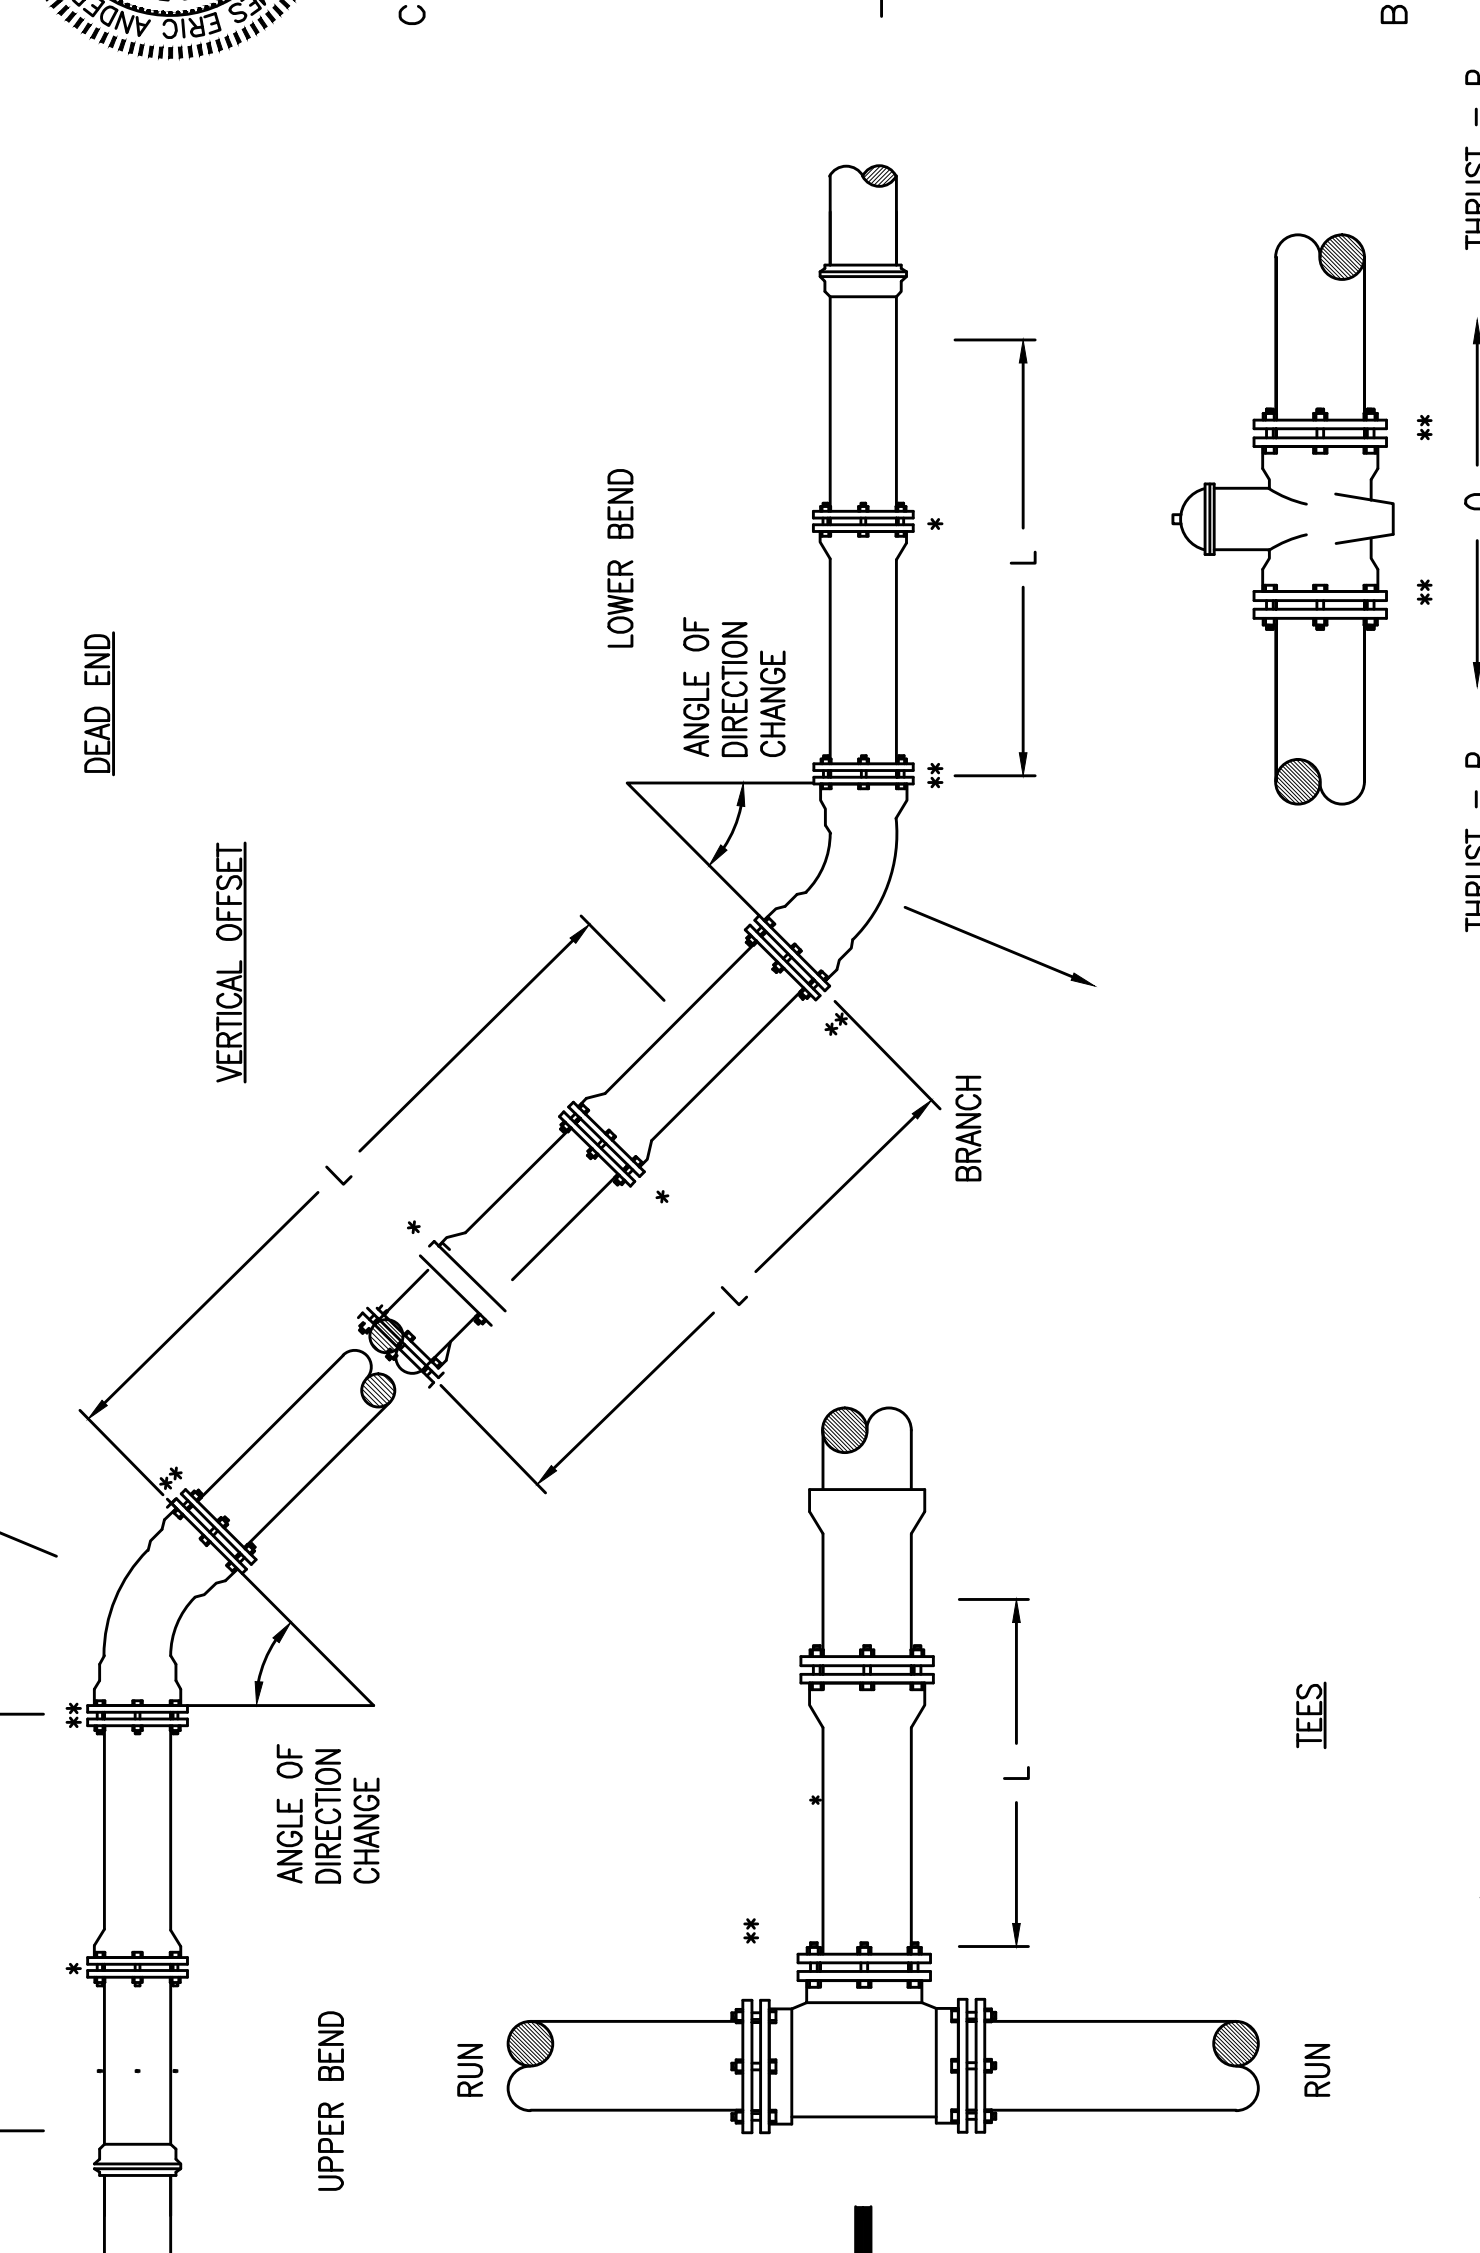 DEAD END
VERTICAL OFFSET
LOWER BEND
ANGLE OF
DIRECTION
CHANGE
*
**
L
**
**
THRUST –
THRUST –
L
*
*
**
L
BRANCH
**
**
*
ANGLE OF
DIRECTION
CHANGE
UPPER BEND
**
*
L
RUN
RUN
TEES
ERIC
C
B